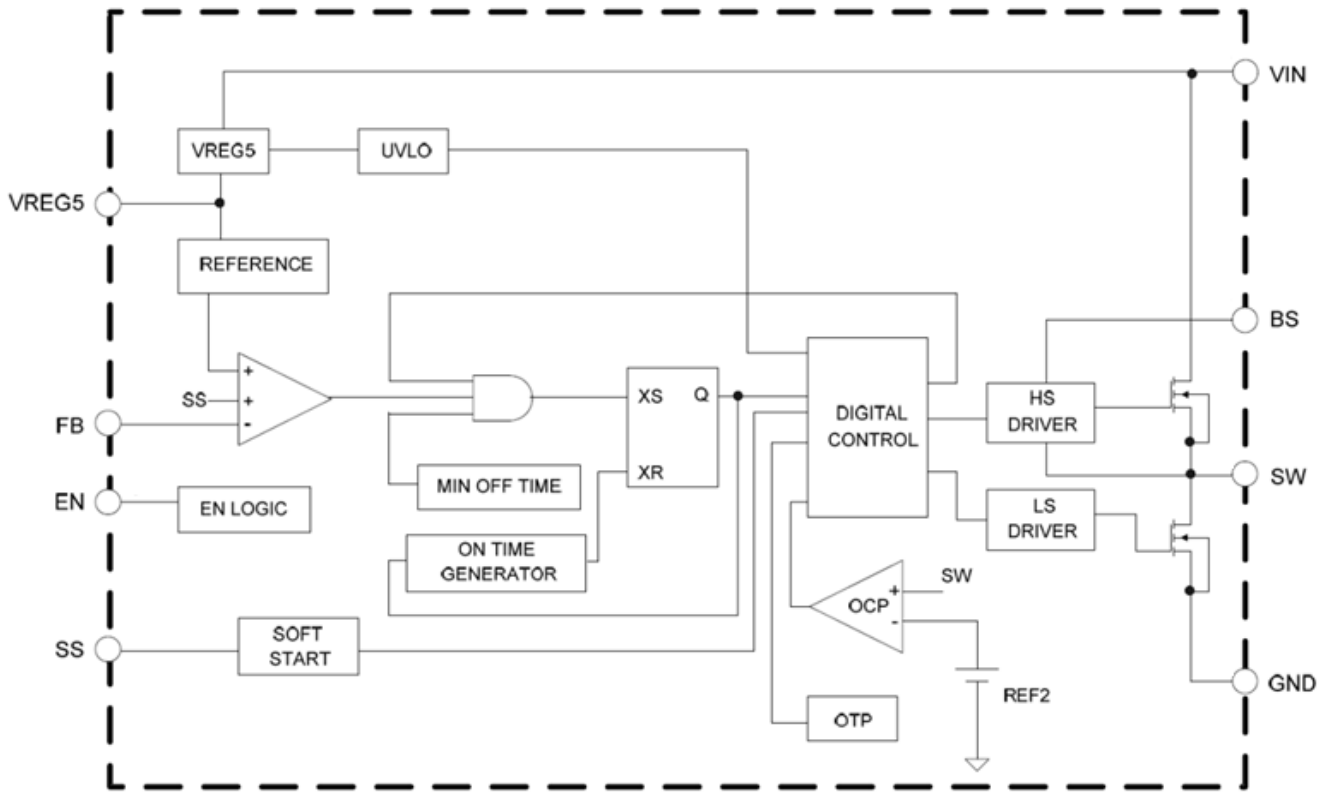 VIN
VREG5
UVLO
VREG5
REFERENCE
BS
+
SS
+
-
FB
XS
Q
XR
DIGITAL
CONTROL
HS
DRIVER
MIN OFF TIME
SW
EN
EN LOGIC
LS
DRIVER
ON TIME
GENERATOR
SW
+
OCP
-
SS
SOFT
START
GND
REF2
OTP